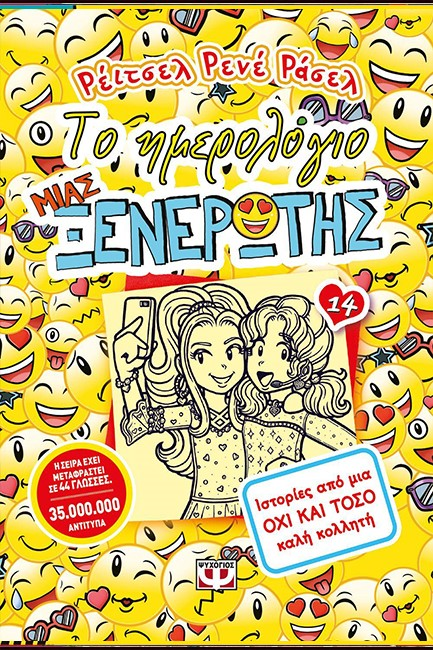 Ρέιτσελ Ρενέ Ράσελ
Το ημερολόγιο
ΜΙΑΣ
ΞΕΝΕΡΩΤΗΣ
14
Η ΣΕΙΡΑ ΕΧΕΙ
ΜΕΤΑΦΡΑΣΤΕΙ
ΣΕ 44 ΓΛΩΣΣΕΣ.
35.000.000
ΑΝΤΙΤΥΠΑ
Ιστορίες από μια
ΟΧΙ ΚΑΙ ΤΟΣΟ
καλή κολλητή
ΨΥΧΟΓΙΟΣ